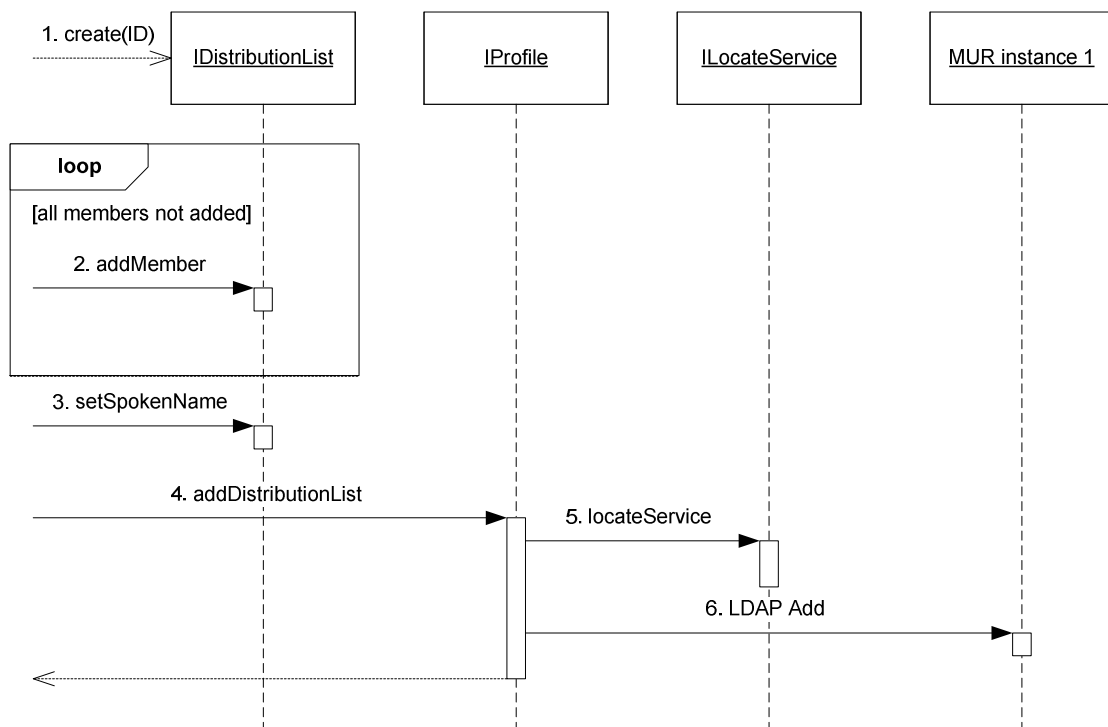 1. create(ID)
IDistributionList
IProfile
ILocateService
MUR instance 1
loop
[all members not added]
2. addMember
3. setSpokenName
4. addDistributionList
5. locateService
6. LDAP Add